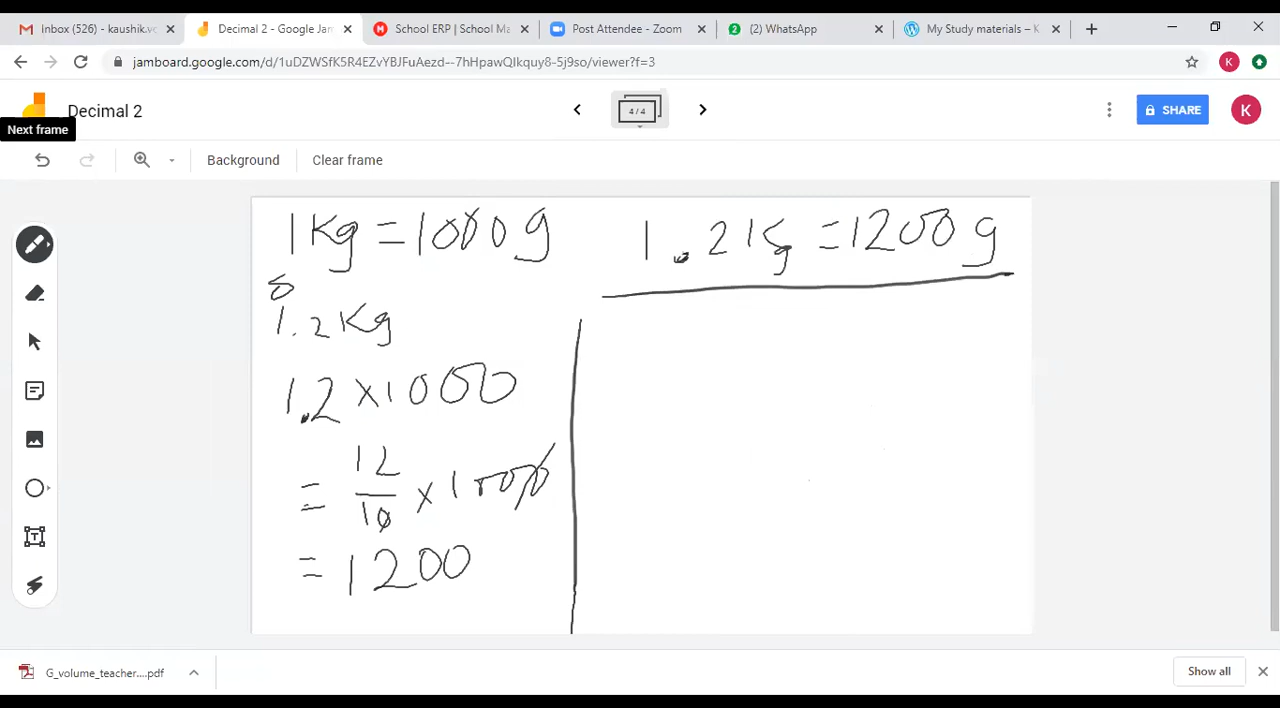 Inbox (526) - kaushik.vo
Decimal 2 - Google Jam
School ERP | School Ma
Post Attendee - Zoom
(2) WhatsApp
My Study materials – K
jamboard.google.com/d/1uDZWSfK5R4EZvYBJFuAezd--7hHpawQlkquy8-5j9so/viewer?f=3
K
Decimal 2
4 / 4
SHARE
K
Next frame
Background
Clear frame
1 Kg = 1000 g
1.2 Kg = 1200 g
1.2 Kg
1.2 × 1000
= 12/10 × 1000
= 1200
G_volume_teacher....pdf
Show all